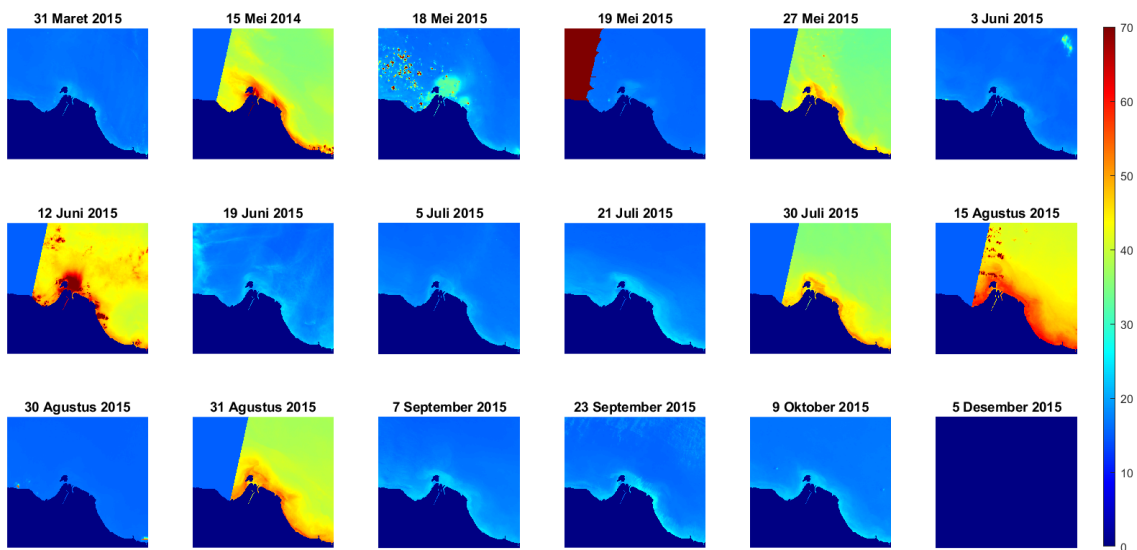 31 Maret 2015
15 Mei 2014
18 Mei 2015
19 Mei 2015
27 Mei 2015
3 Juni 2015
12 Juni 2015
19 Juni 2015
5 Juli 2015
21 Juli 2015
30 Juli 2015
15 Agustus 2015
30 Agustus 2015
31 Agustus 2015
7 September 2015
23 September 2015
9 Oktober 2015
5 Desember 2015
70
60
50
40
30
20
10
0